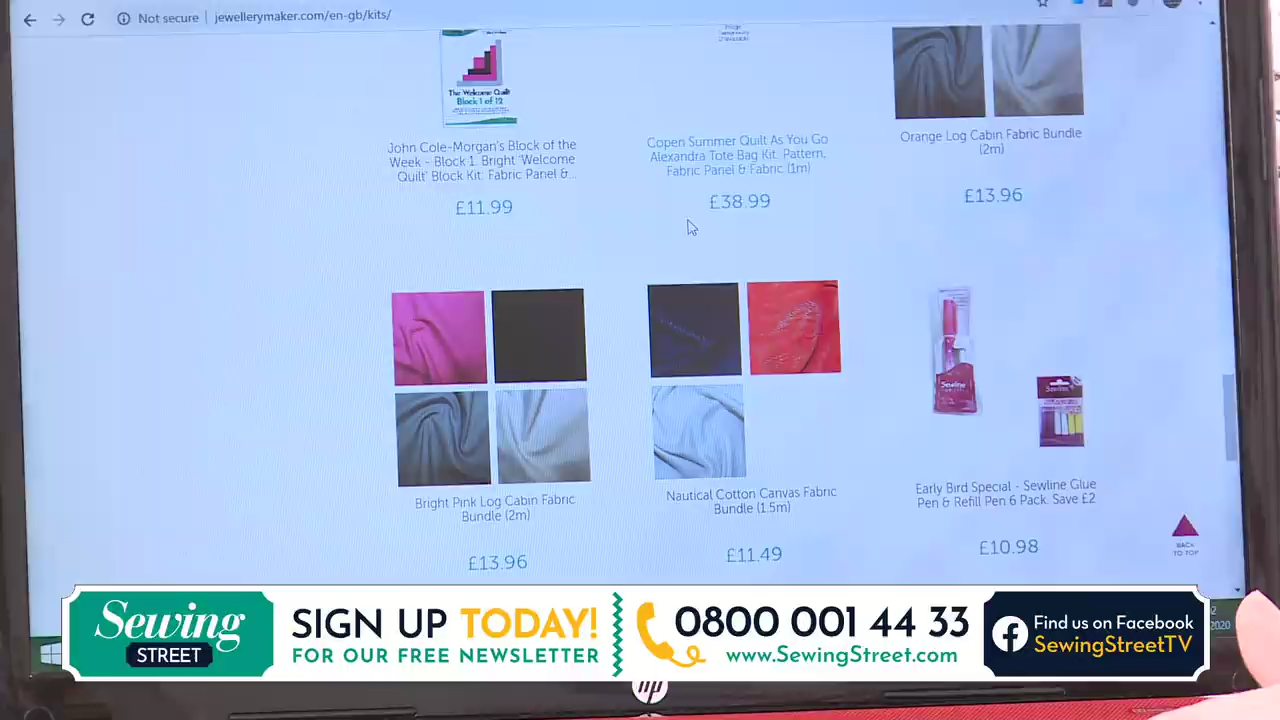 Not secure | jewellerymaker.com/en-gb/kits/
The Welcome Quilt
Block 1 of 12
John Cole-Morgan's Block of the
Week - Block 1. Bright 'Welcome
Quilt' Block Kit: Fabric Panel &...
£11.99
Copen Summer Quilt As You Go
Alexandra Tote Bag Kit: Pattern,
Fabric Panel & Fabric (1m)
£38.99
Orange Log Cabin Fabric Bundle
(2m)
£13.96
Bright Pink Log Cabin Fabric
Bundle (2m)
£13.96
Nautical Cotton Canvas Fabric
Bundle (1.5m)
£11.49
Sewline
Early Bird Special - Sewline Glue
Pen & Refill Pen 6 Pack. Save £2
£10.98
BACK
TO TOP
2020
Sewing
STREET
SIGN UP TODAY!
FOR OUR FREE NEWSLETTER
0800 001 44 33
www.SewingStreet.com
Find us on Facebook
SewingStreetTV
hp